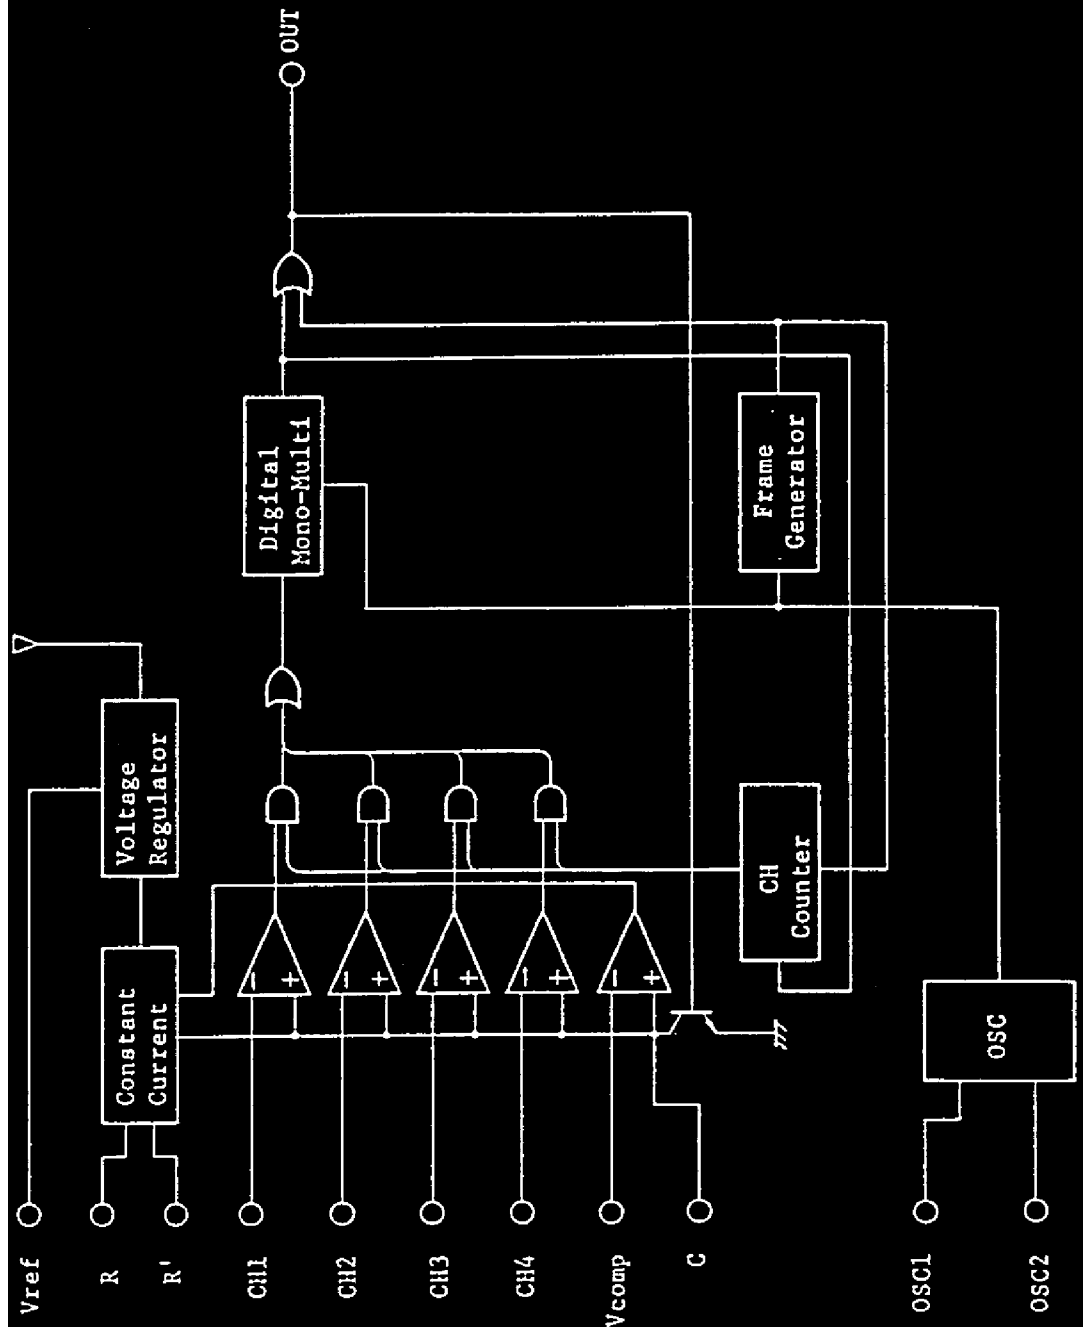 Vref
R
R'
CH1
CH2
CH3
CH4
Vcomp
C
OSC1
OSC2
Constant
Current
Voltage
Regulator
−
+
−
+
−
+
−
+
−
+
CH
Counter
OSC
Digital
Mono-Multi
Frame
Generator
OUT